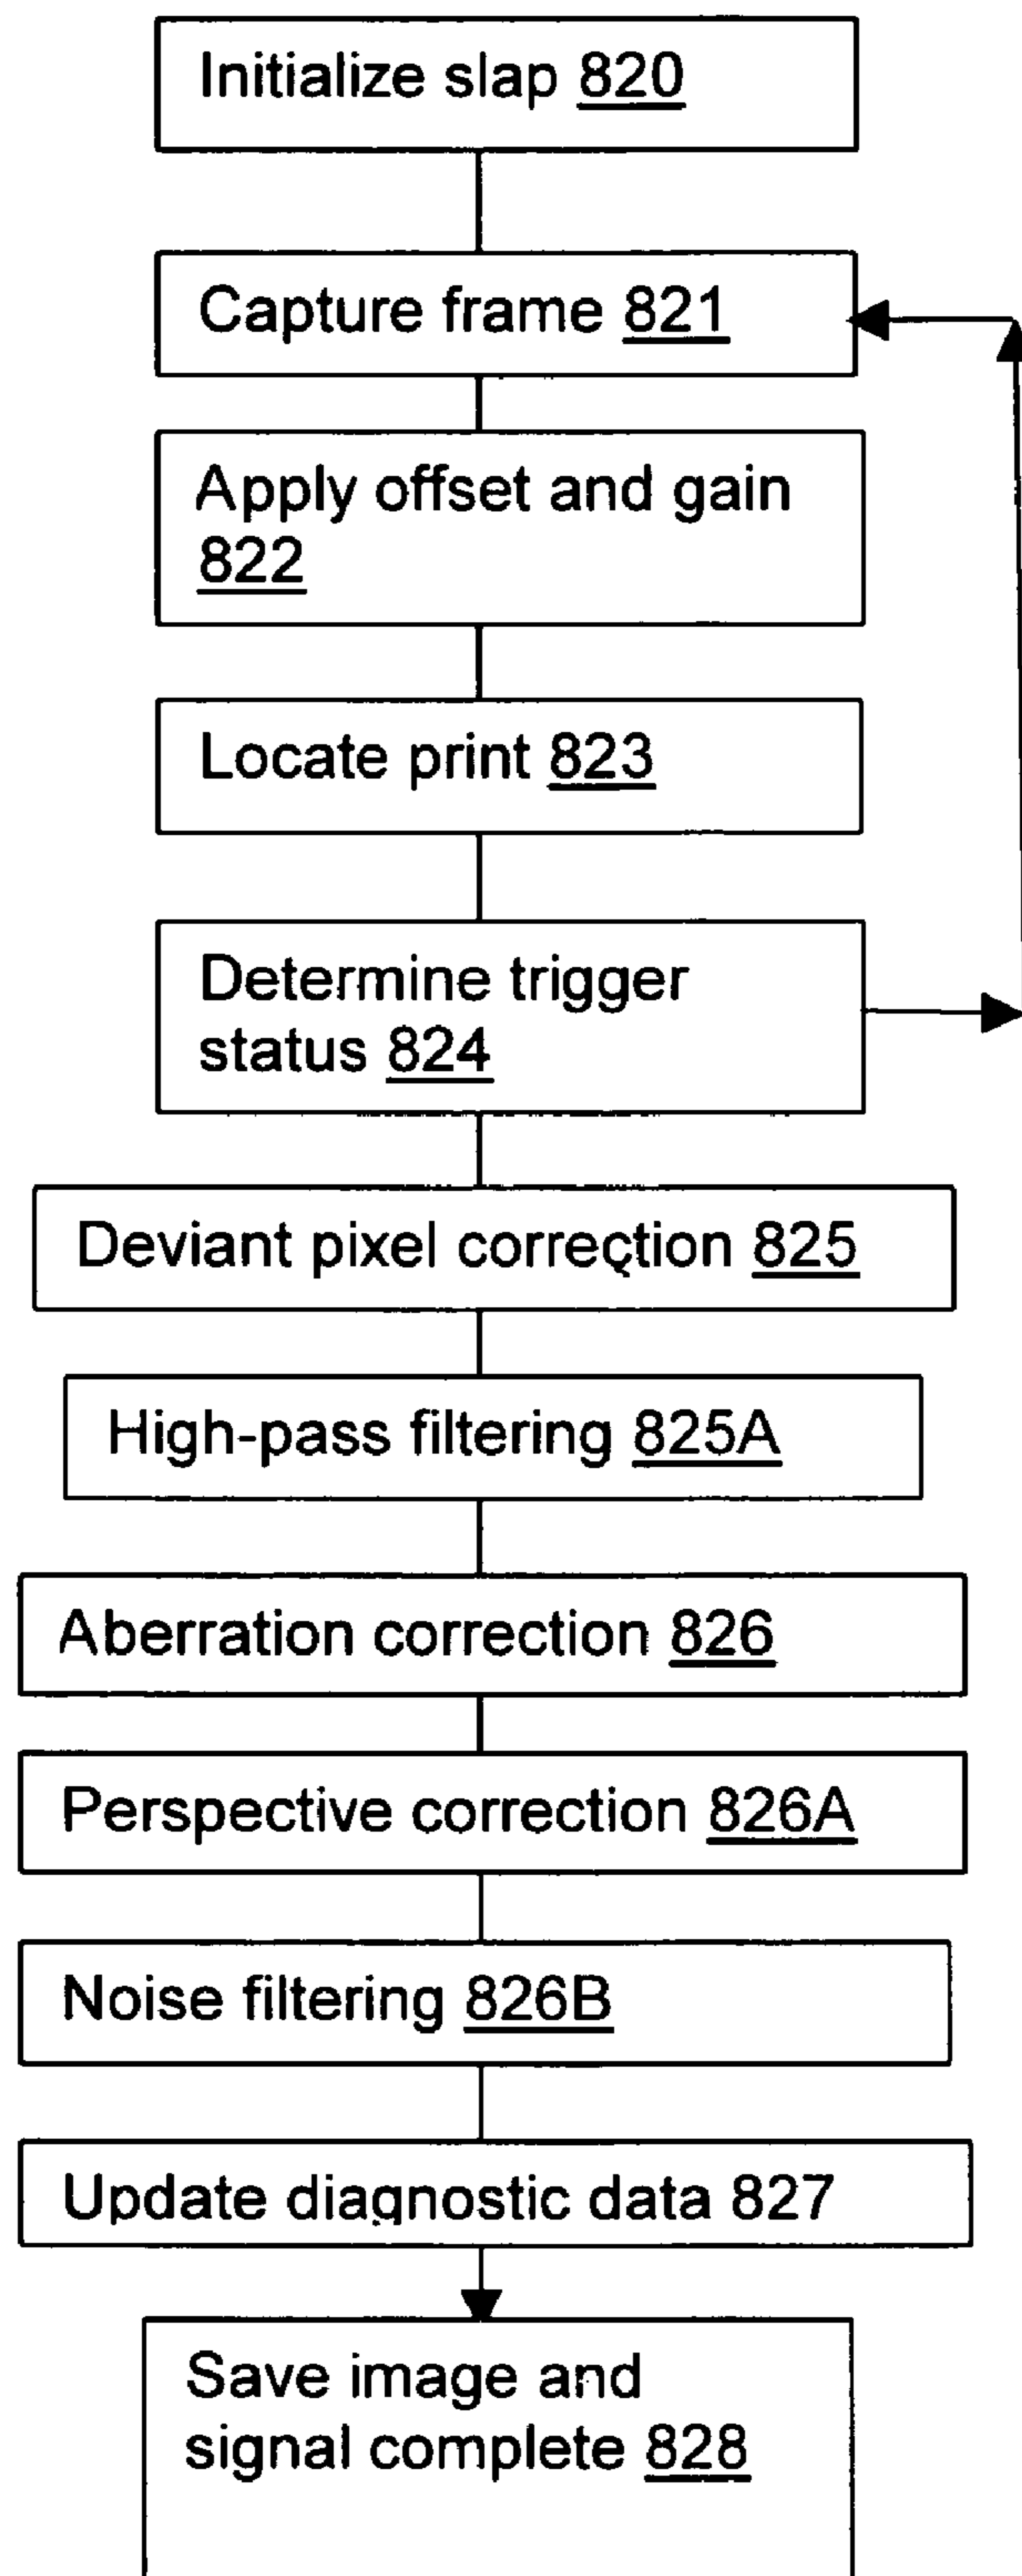 Initialize slap 820
Capture frame 821
Apply offset and gain
822
Locate print 823
Determine trigger
status 824
Deviant pixel correction 825
High-pass filtering 825A
Aberration correction 826
Perspective correction 826A
Noise filtering 826B
Update diagnostic data 827
Save image and
signal complete 828